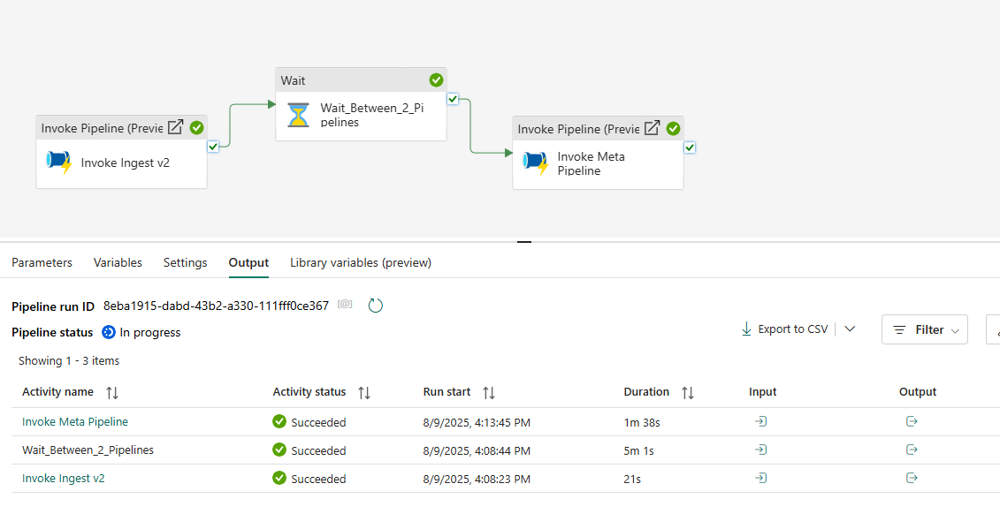 Wait
Wait_Between_2_Pi
pelines
Invoke Pipeline (Previe
Invoke Ingest v2
Invoke Pipeline (Previe
Invoke Meta
Pipeline
Parameters Variables Settings Output Library variables (preview)
Pipeline run ID 8eba1915-dabd-43b2-a330-111fff0ce367 [@]
Pipeline status In progress
Export to CSV Filter
Showing 1 - 3 items
Activity name Activity status Run start Duration Input Output
Invoke Meta Pipeline Succeeded 8/9/2025, 4:13:45 PM 1m 38s
Wait_Between_2_Pipelines Succeeded 8/9/2025, 4:08:44 PM 5m 1s
Invoke Ingest v2 Succeeded 8/9/2025, 4:08:23 PM 21s